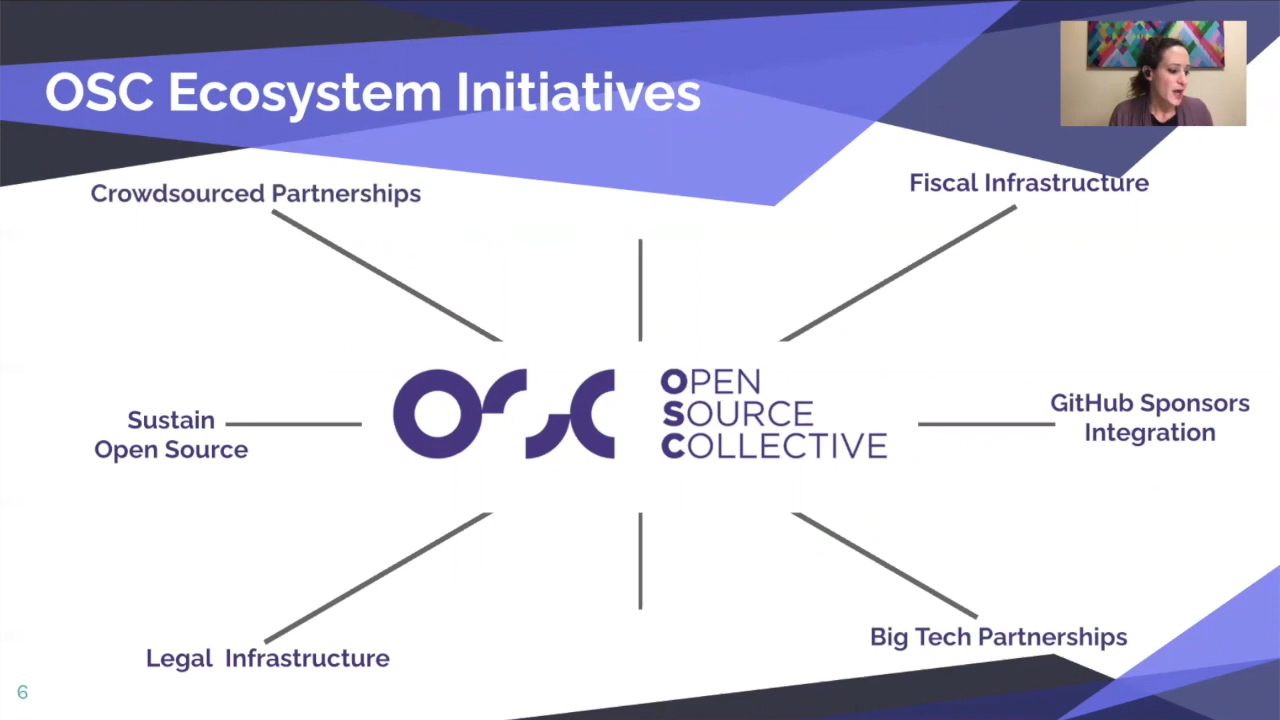 OSC Ecosystem Initiatives
Crowdsourced Partnerships
Fiscal Infrastructure
OSC
OPEN
SOURCE
COLLECTIVE
Sustain
Open Source
GitHub Sponsors
Integration
Legal Infrastructure
Big Tech Partnerships
6